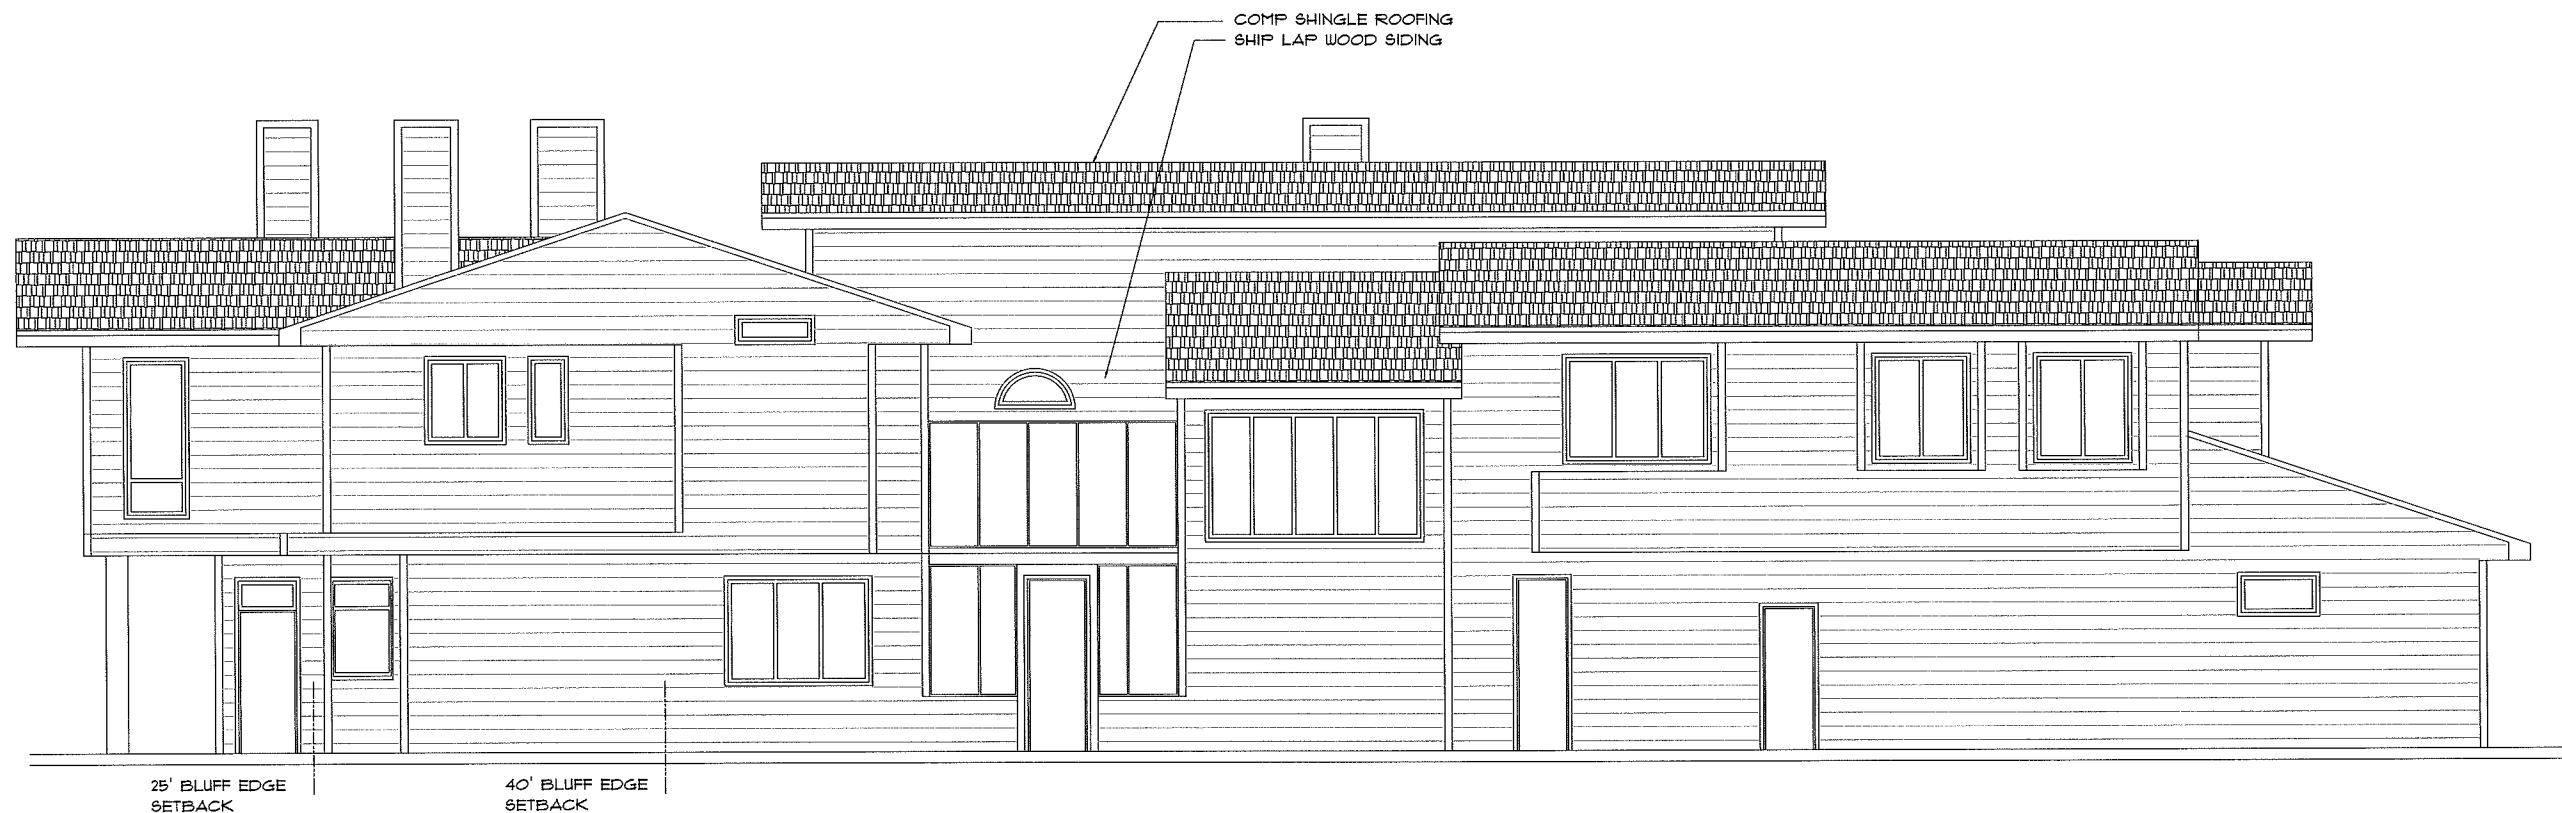 COMP SHINGLE ROOFING
SHIP LAP WOOD SIDING
25' BLUFF EDGE
SETBACK
40' BLUFF EDGE
SETBACK